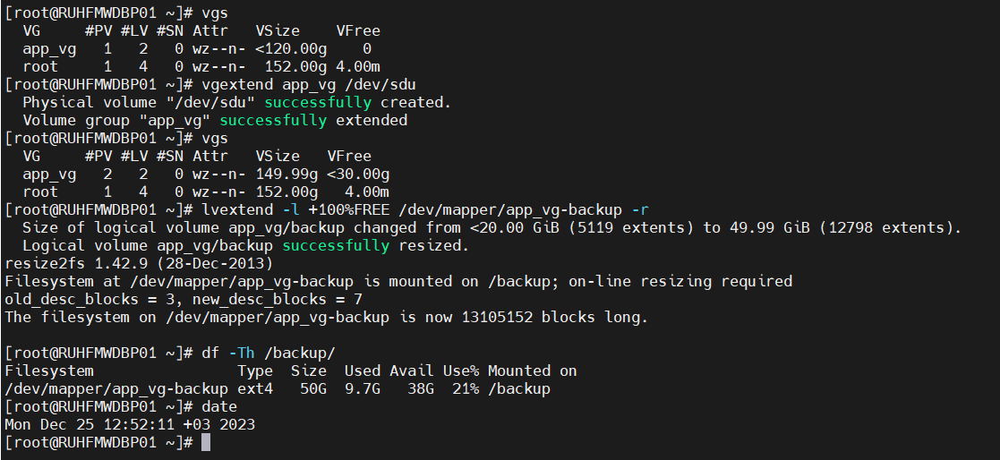 [root@RUHFMWDBP01 ~]# vgs
  VG     #PV #LV #SN Attr   VSize    VFree
  app_vg   1   2   0 wz--n- <120.00g    0
  root     1   4   0 wz--n-  152.00g 4.00m
[root@RUHFMWDBP01 ~]# vgextend app_vg /dev/sdu
  Physical volume "/dev/sdu" successfully created.
  Volume group "app_vg" successfully extended
[root@RUHFMWDBP01 ~]# vgs
  VG     #PV #LV #SN Attr   VSize   VFree
  app_vg   2   2   0 wz--n- 149.99g <30.00g
  root     1   4   0 wz--n- 152.00g   4.00m
[root@RUHFMWDBP01 ~]# lvextend -l +100%FREE /dev/mapper/app_vg-backup -r
  Size of logical volume app_vg/backup changed from <20.00 GiB (5119 extents) to 49.99 GiB (12798 extents).
  Logical volume app_vg/backup successfully resized.
resize2fs 1.42.9 (28-Dec-2013)
Filesystem at /dev/mapper/app_vg-backup is mounted on /backup; on-line resizing required
old_desc_blocks = 3, new_desc_blocks = 7
The filesystem on /dev/mapper/app_vg-backup is now 13105152 blocks long.
[root@RUHFMWDBP01 ~]# df -Th /backup/
Filesystem                Type  Size  Used Avail Use% Mounted on
/dev/mapper/app_vg-backup ext4   50G  9.7G   38G  21% /backup
[root@RUHFMWDBP01 ~]# date
Mon Dec 25 12:52:11 +03 2023
[root@RUHFMWDBP01 ~]#